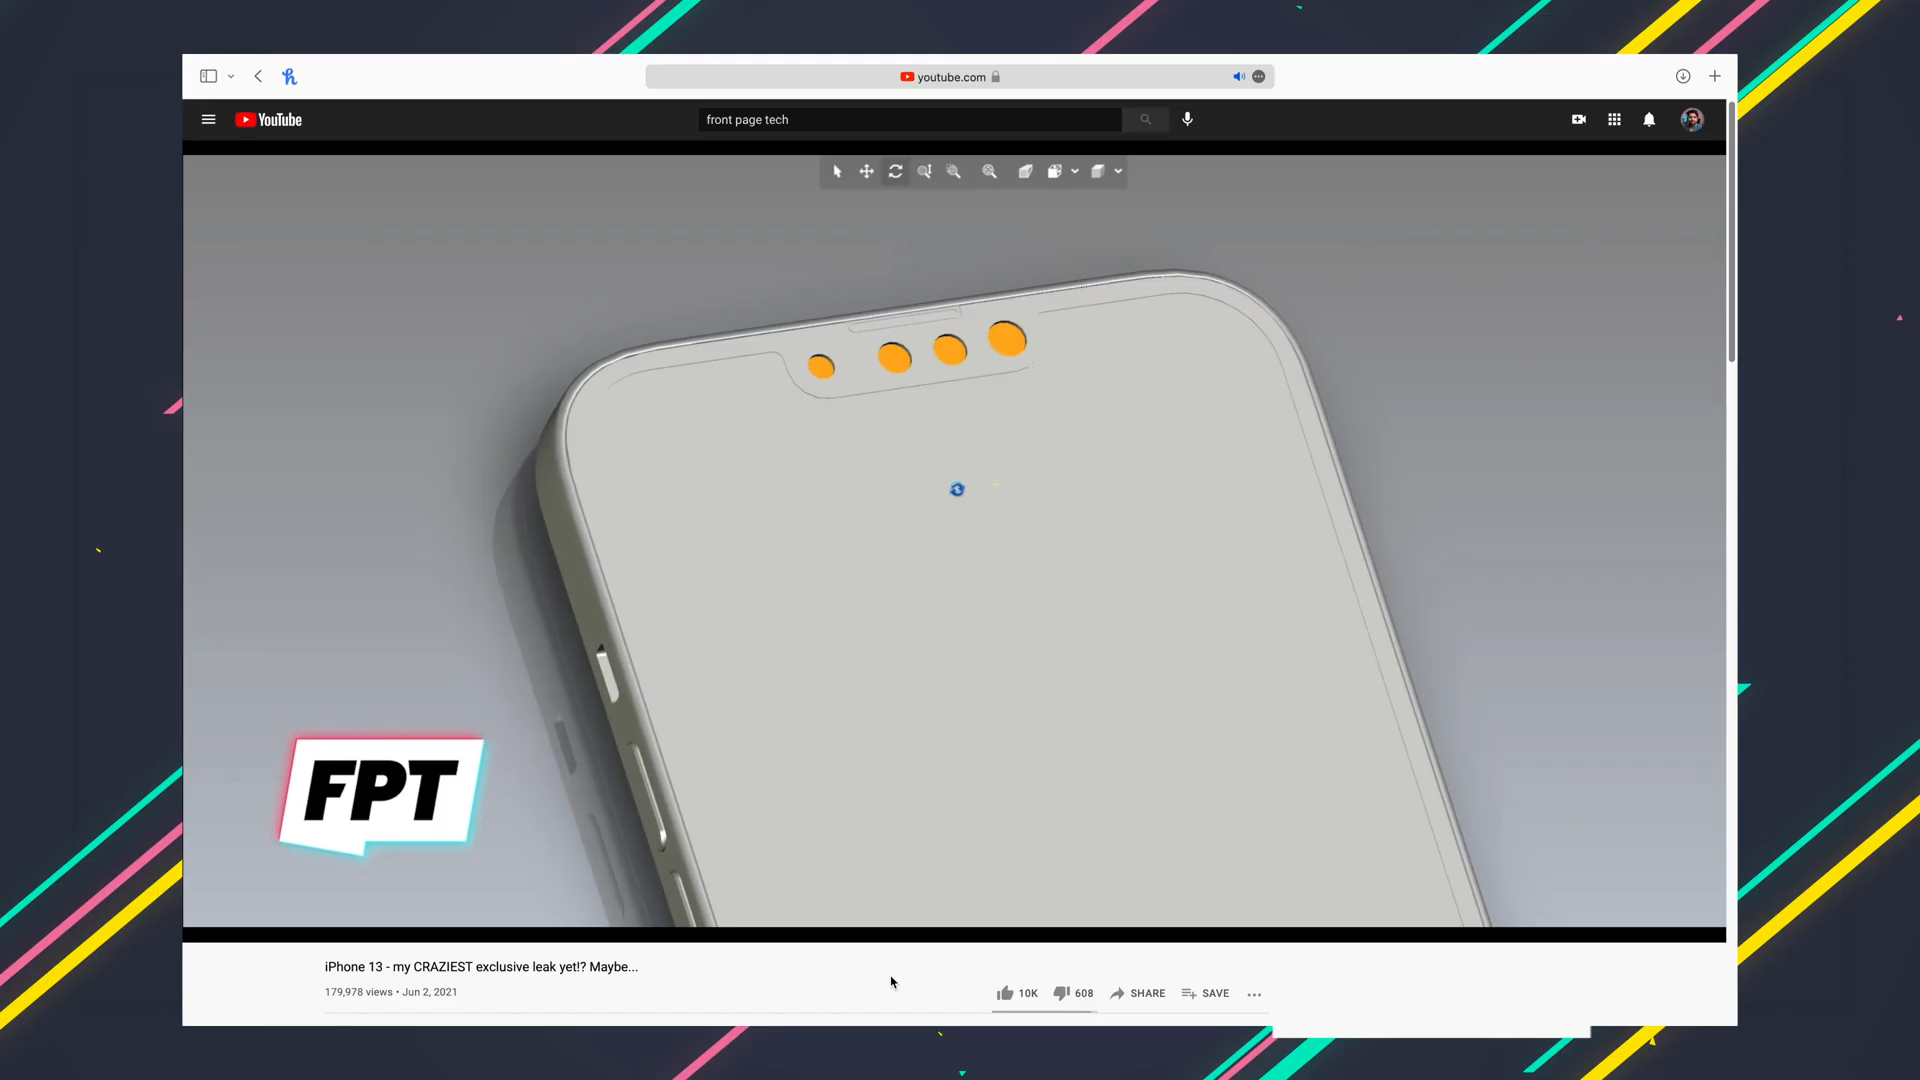 youtube.com
YouTube
front page tech
FPT
iPhone 13 - my CRAZIEST exclusive leak yet!? Maybe...
179,978 views • Jun 2, 2021
10K
608
SHARE
SAVE